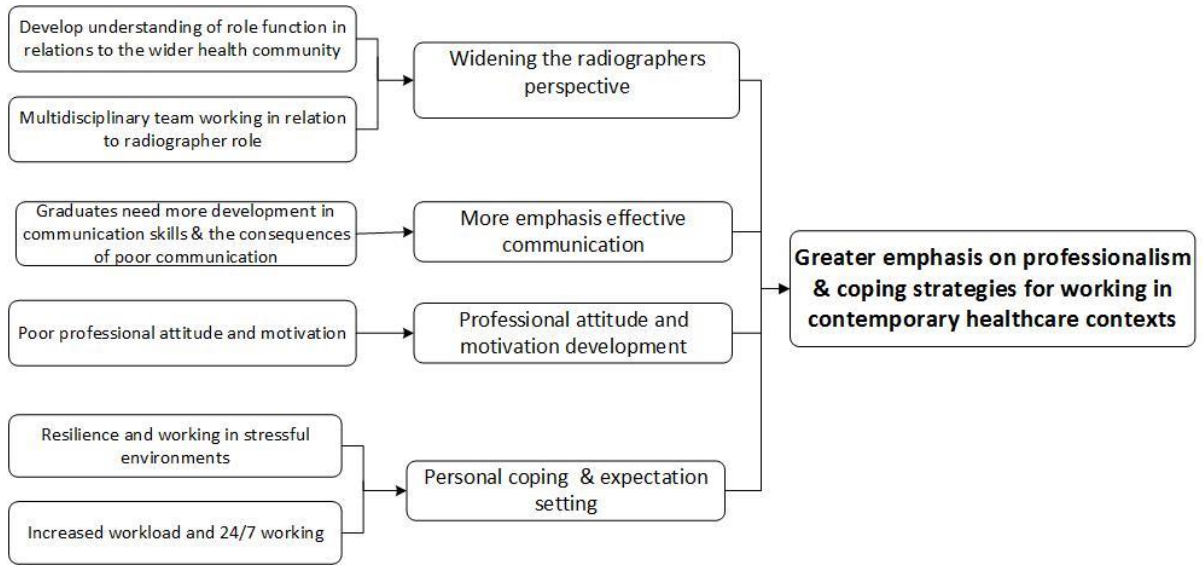 Develop understanding of role function in
relations to the wider health community
Multidisciplinary team working in relation
to radiographer role
Widening the radiographers
perspective
Graduates need more development in
communication skills & the consequences
of poor communication
More emphasis effective
communication
Poor professional attitude and motivation
Professional attitude and
motivation development
Resilience and working in stressful
environments
Increased workload and 24/7 working
Personal coping & expectation
setting
Greater emphasis on professionalism
& coping strategies for working in
contemporary healthcare contexts